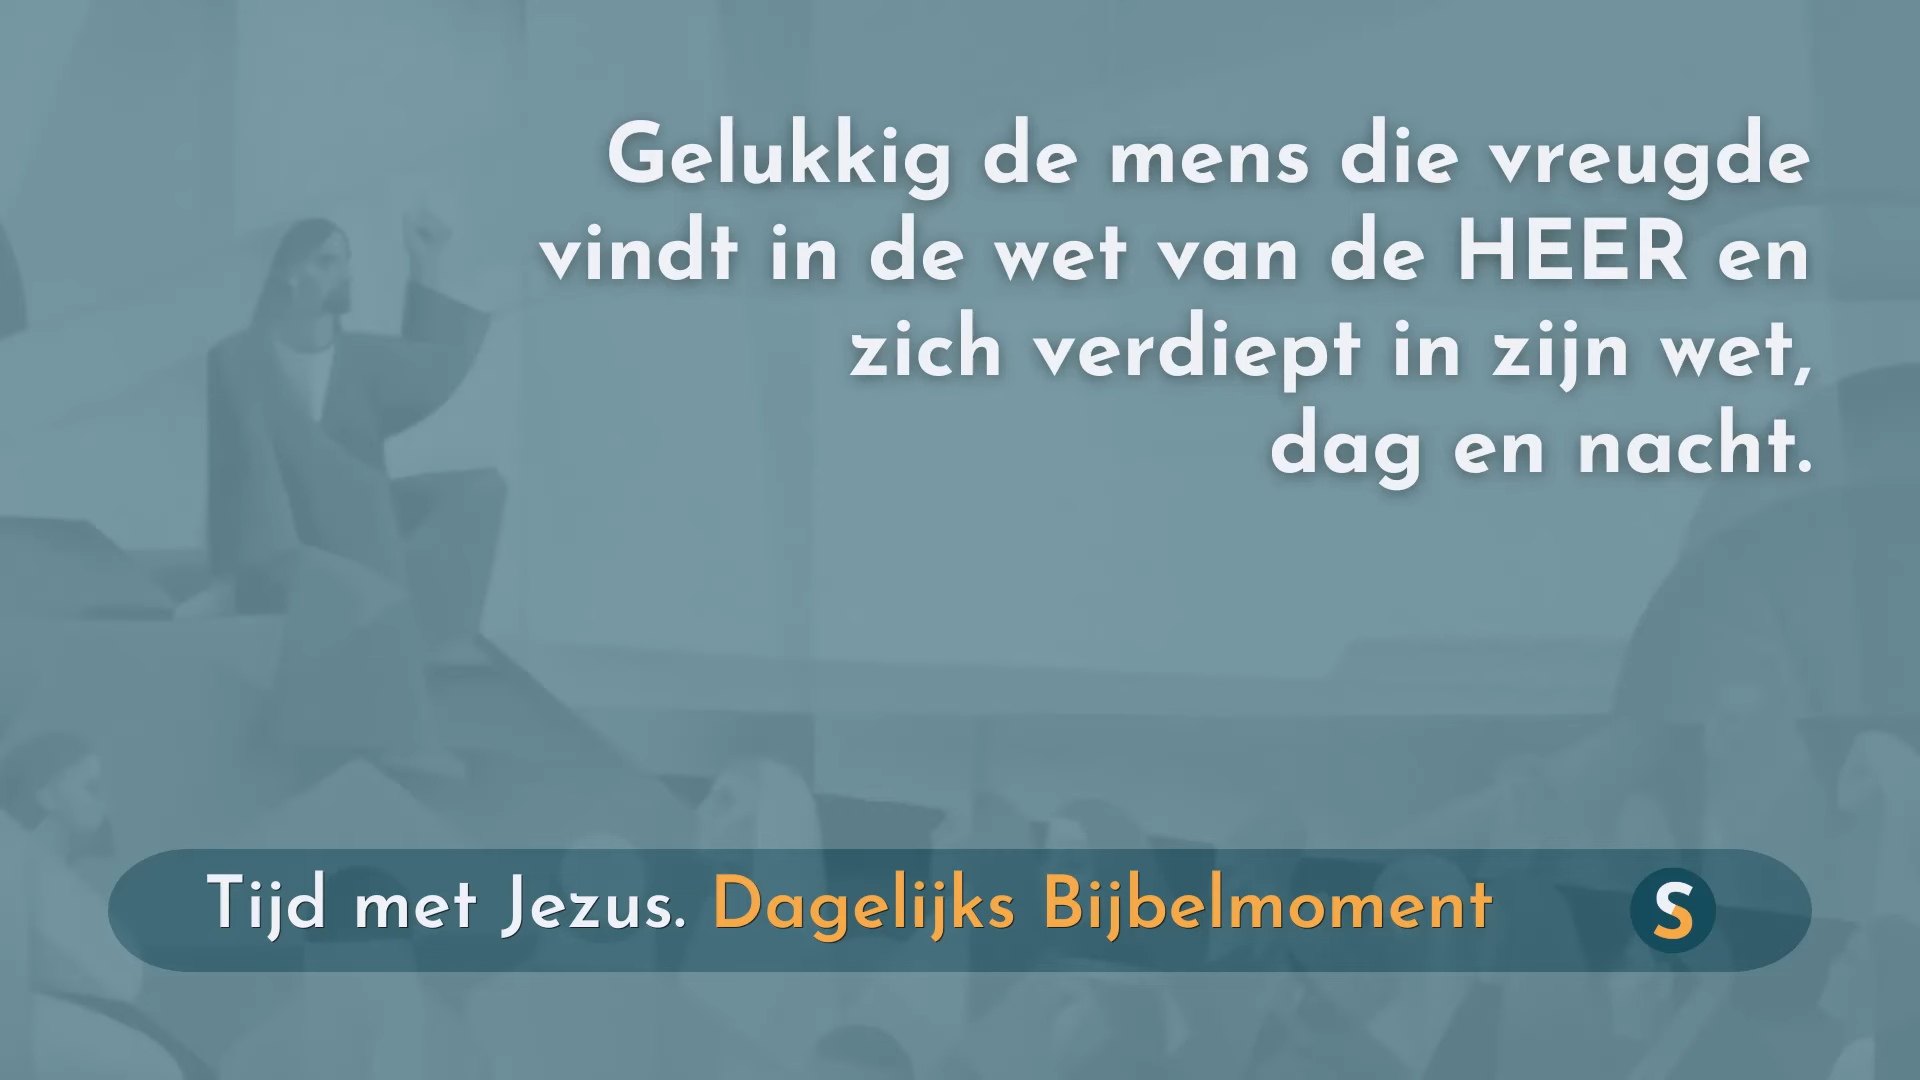 Gelukkig de mens die vreugde
vindt in de wet van de HEER en
zich verdiept in zijn wet,
dag en nacht.
Tijd met Jezus. Dagelijks Bijbelmoment
S